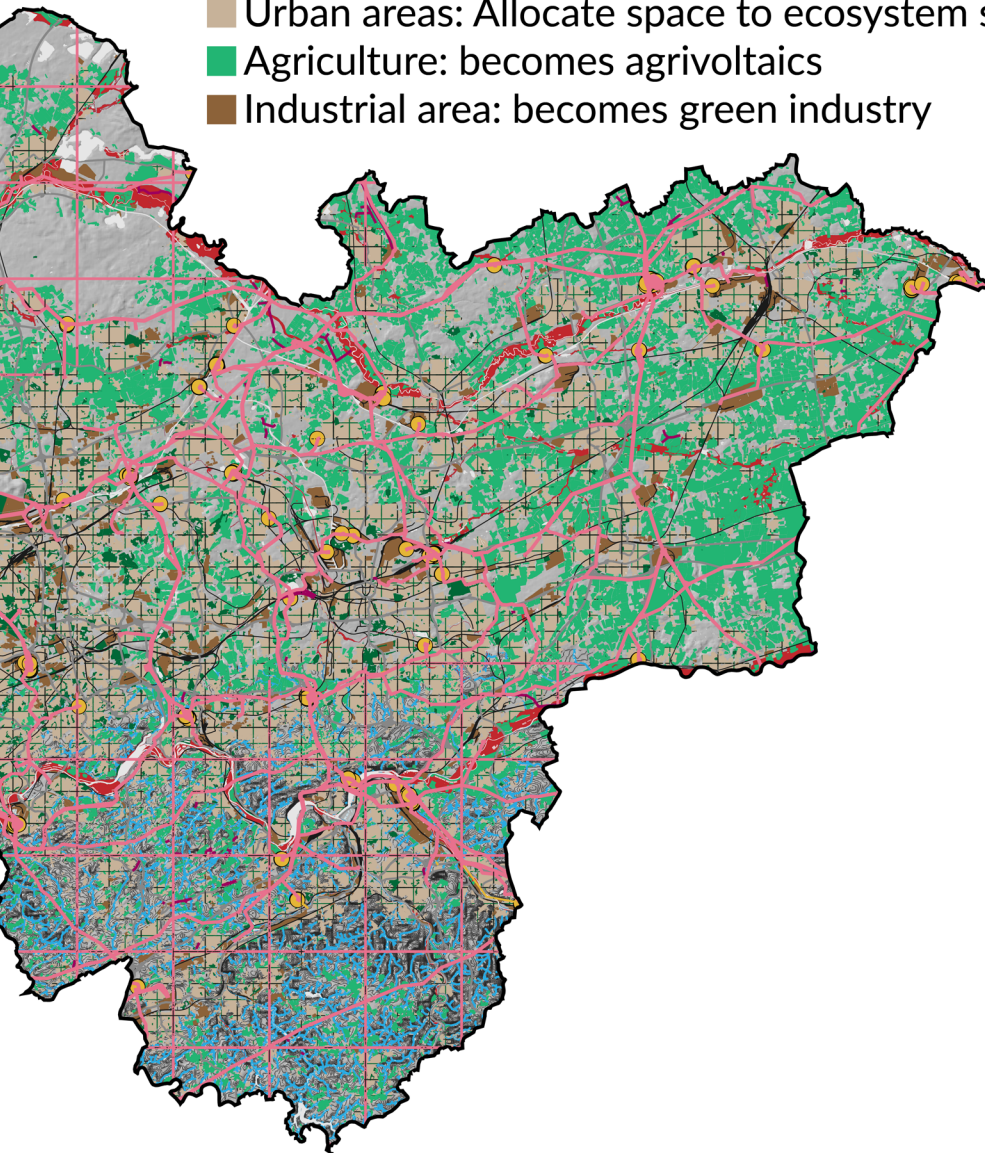 Urban areas: Allocate space to ecosystem
Agriculture: becomes agrivoltaics
Industrial area: becomes green industry